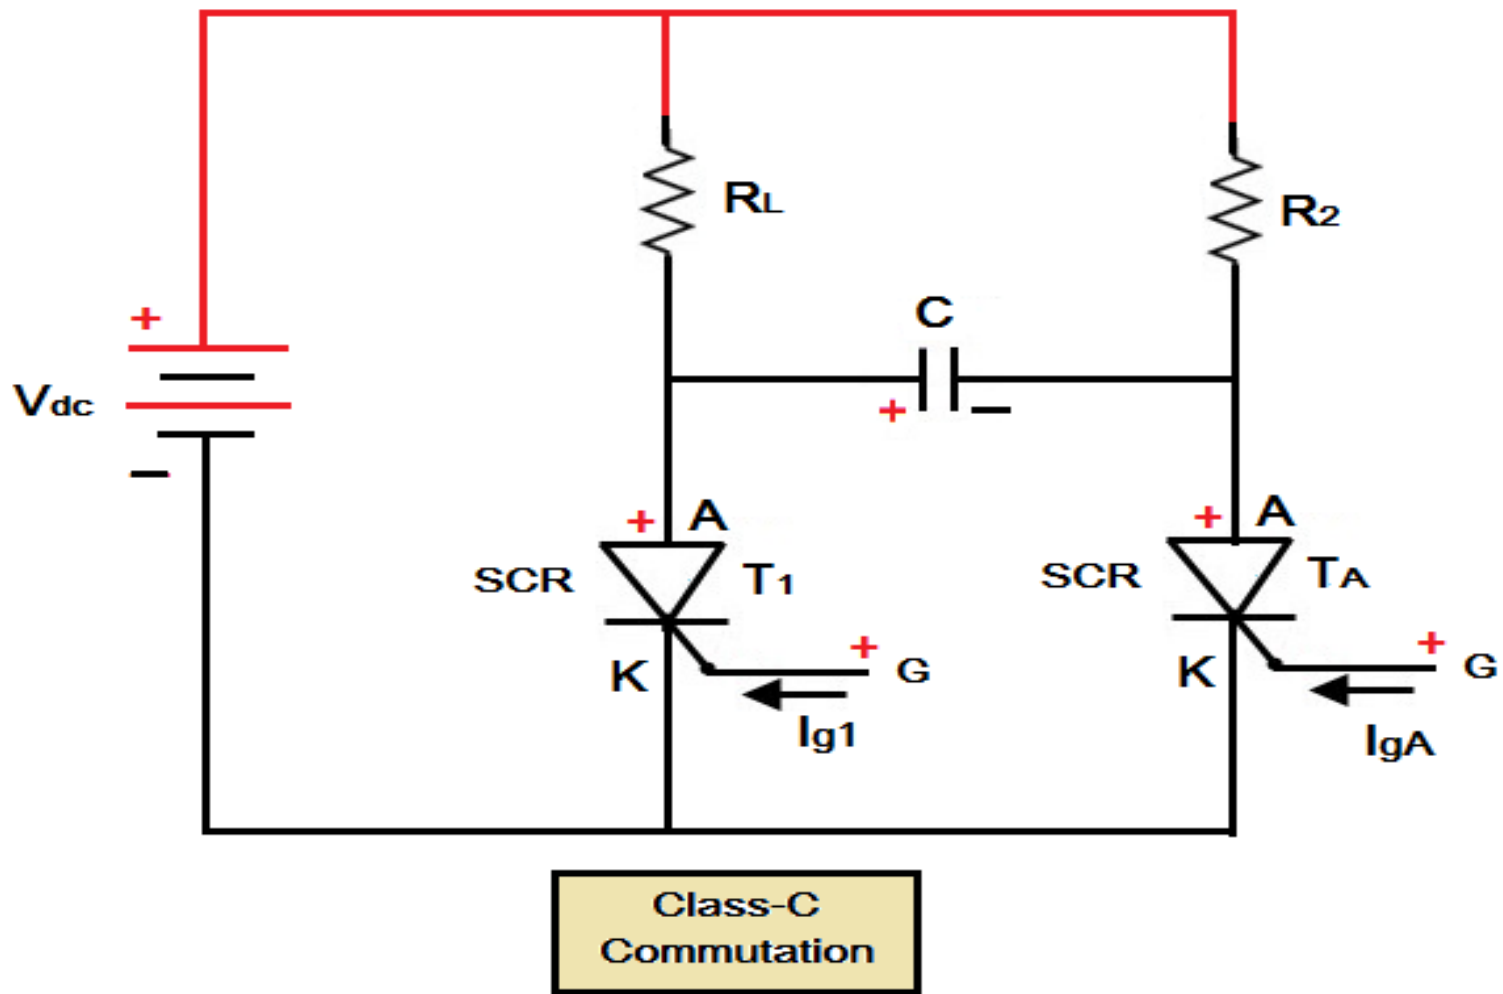 RL
R2
+
C
Vdc
+
−
−
+
A
+
A
SCR
T1
SCR
TA
K
+
G
K
+
G
Ig1
IgA
Class-C
Commutation